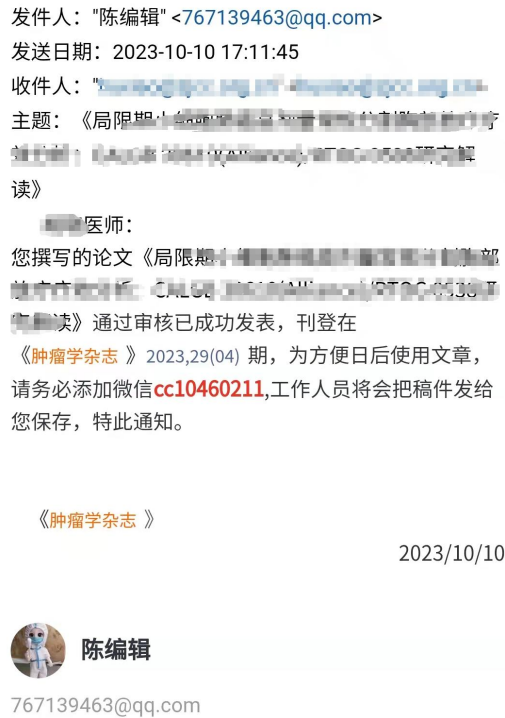 发件人："陈编辑" <767139463@qq.com>
发送日期：2023-10-10 17:11:45
收件人："
主题：《局限期
读》
医师：
您撰写的论文《局限期 部
读》通过审核已成功发表，刊登在
《肿瘤学杂志 》2023,29(04) 期，为方便日后使用文章，
请务必添加微信cc10460211,工作人员将会把稿件发给
您保存，特此通知。
《肿瘤学杂志 》
2023/10/10
陈编辑
767139463@qq.com